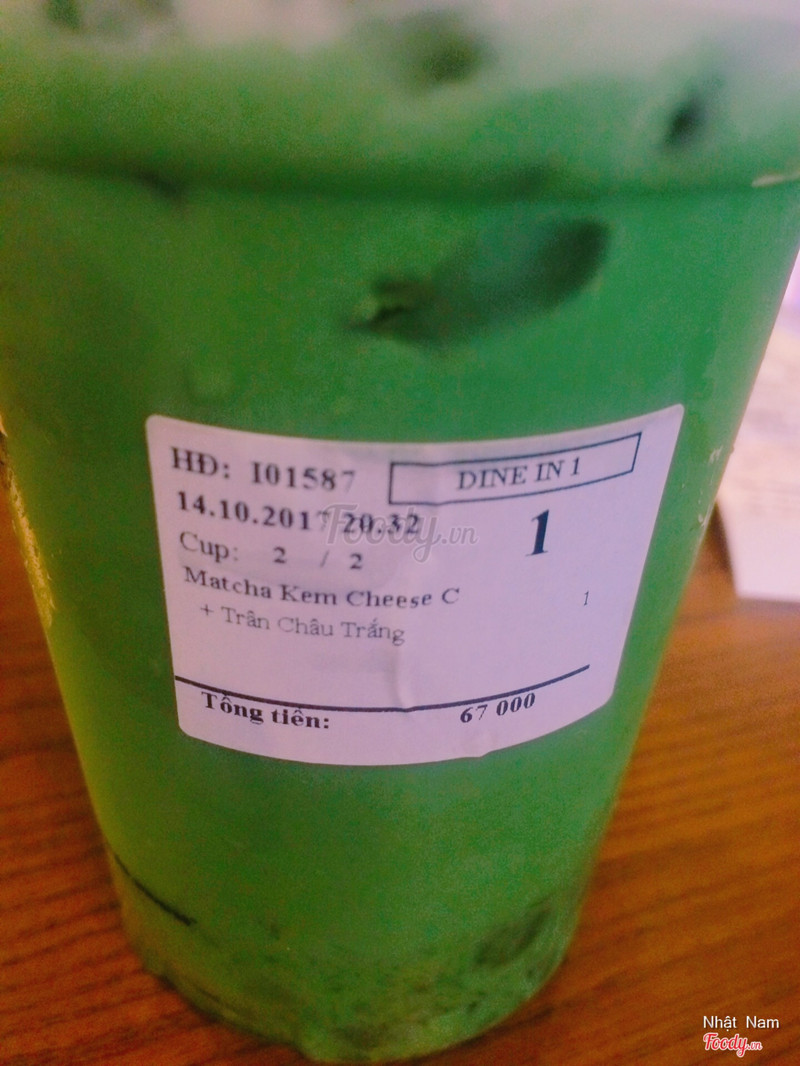 HĐ: I01587
DINE IN 1
14.10.2017 20.32
1
Cup: 2 / 2
Matcha Kem Cheese C 1
+ Trân Châu Trắng
Tổng tiền: 67 000
Foody.vn
Nhật Nam
Foody.vn